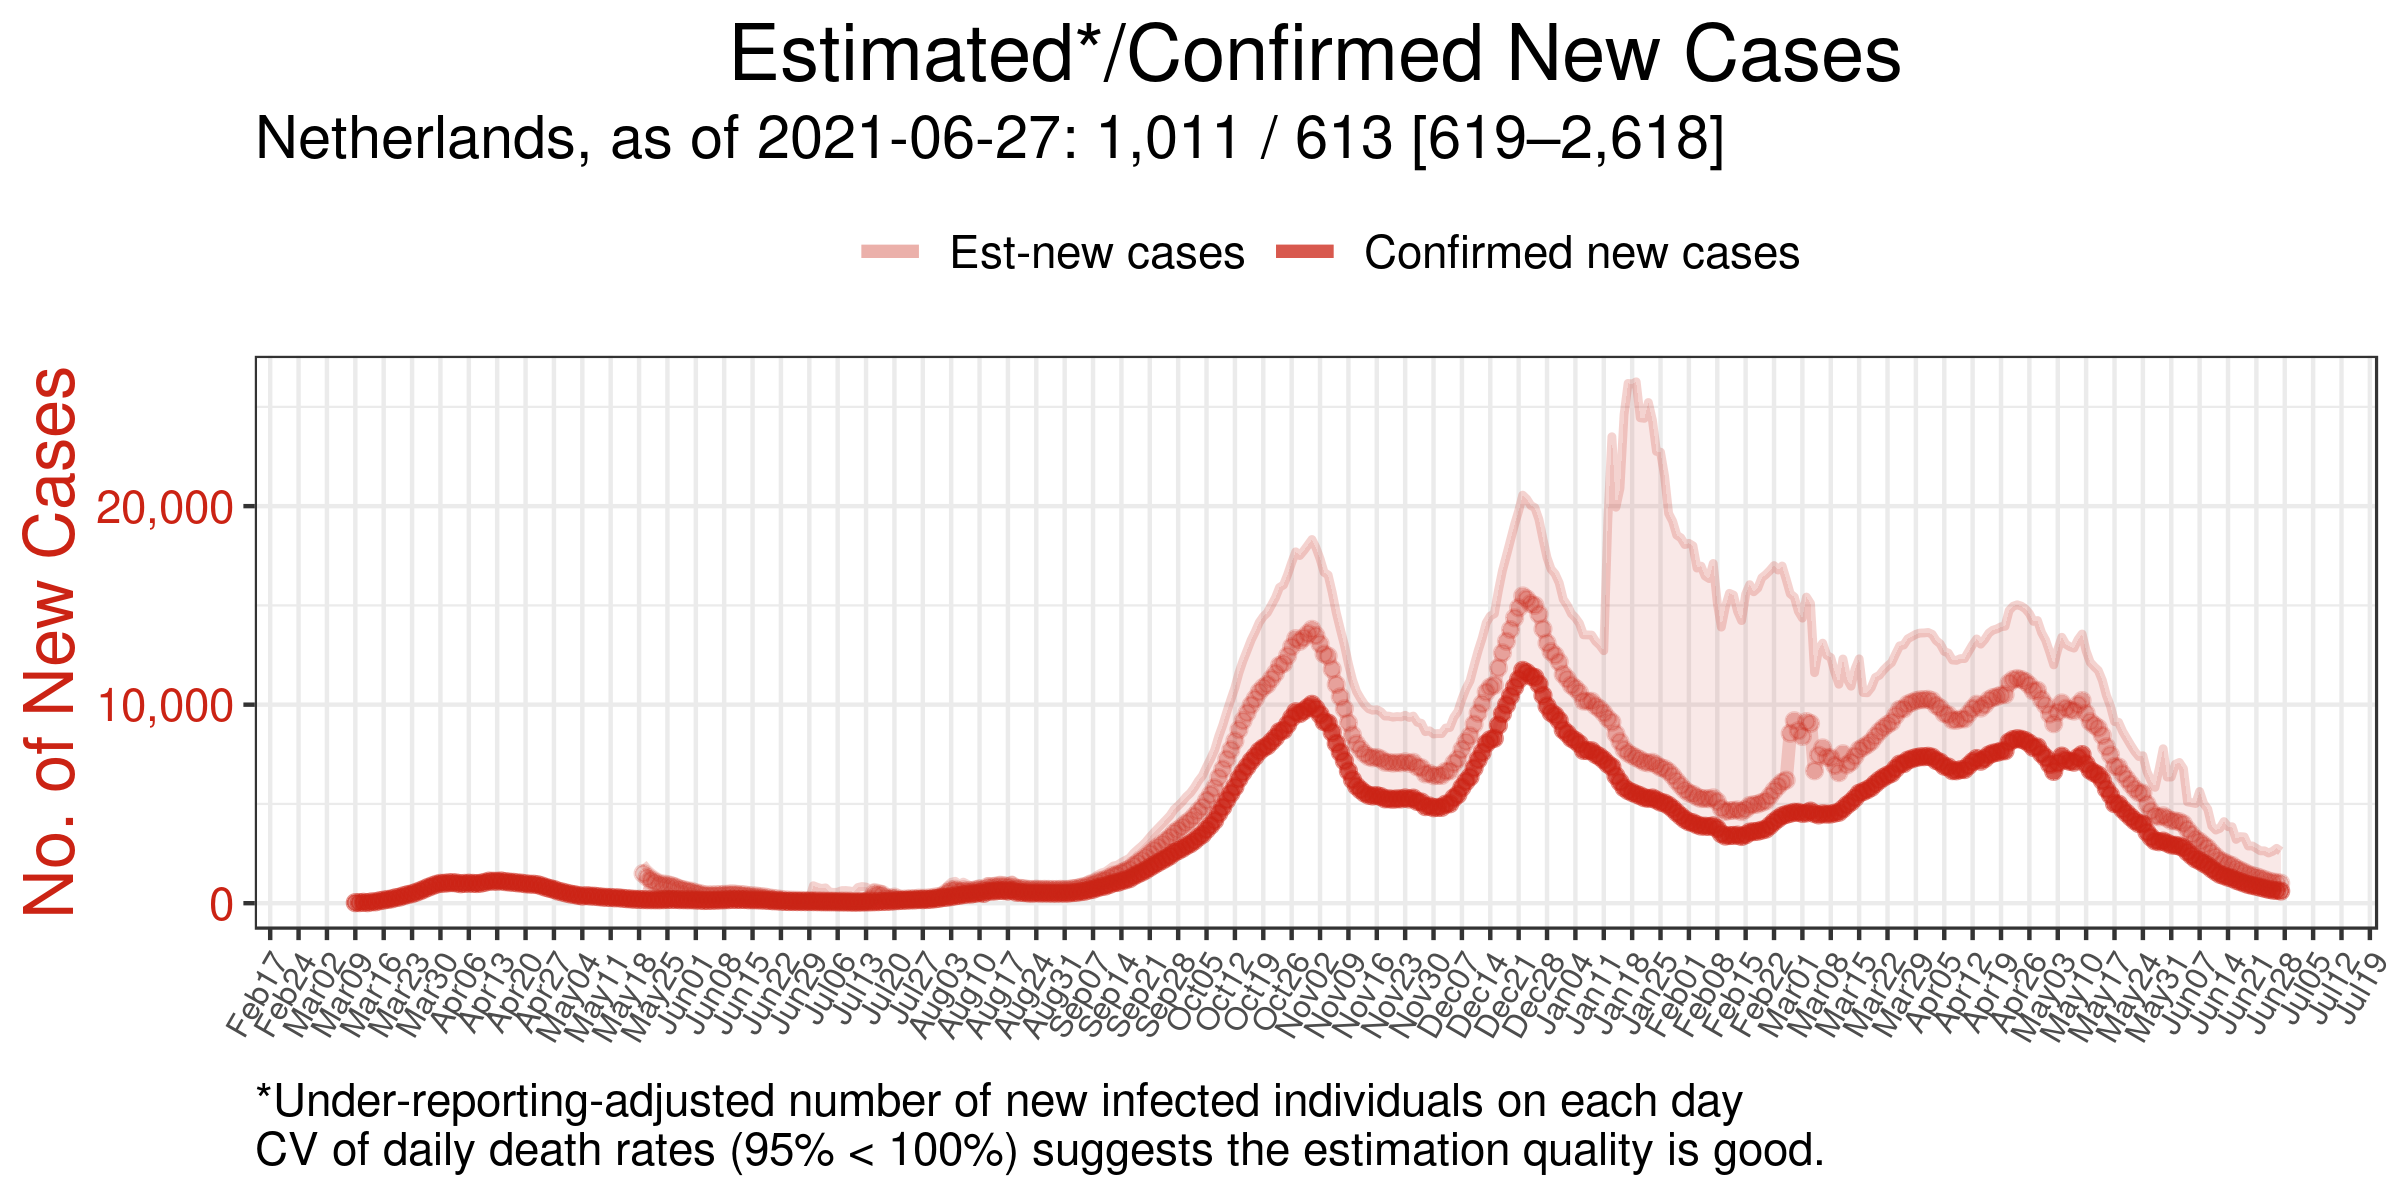 Estimated*/Confirmed New Cases
Netherlands, as of 2021-06-27: 1,011 / 613 [619–2,618]
Est-new cases Confirmed new cases
No. of New Cases
20,000
10,000
0
Feb17 Feb24 Mar02 Mar09 Mar16 Mar23 Mar30 Apr06 Apr13 Apr20 Apr27 May04 May11 May18 May25 Jun01 Jun08 Jun15 Jun22 Jun29 Jul06 Jul13 Jul20 Jul27 Aug03 Aug10 Aug17 Aug24 Aug31 Sep07 Sep14 Sep21 Sep28 Oct05 Oct12 Oct19 Oct26 Nov02 Nov09 Nov16 Nov23 Nov30 Dec07 Dec14 Dec21 Dec28 Jan04 Jan11 Jan18 Jan25 Feb01 Feb08 Feb15 Feb22 Mar01 Mar08 Mar15 Mar22 Mar29 Apr05 Apr12 Apr19 Apr26 May03 May10 May17 May24 May31 Jun07 Jun14 Jun21 Jun28 Jul05 Jul12 Jul19
*Under-reporting-adjusted number of new infected individuals on each day
CV of daily death rates (95% < 100%) suggests the estimation quality is good.